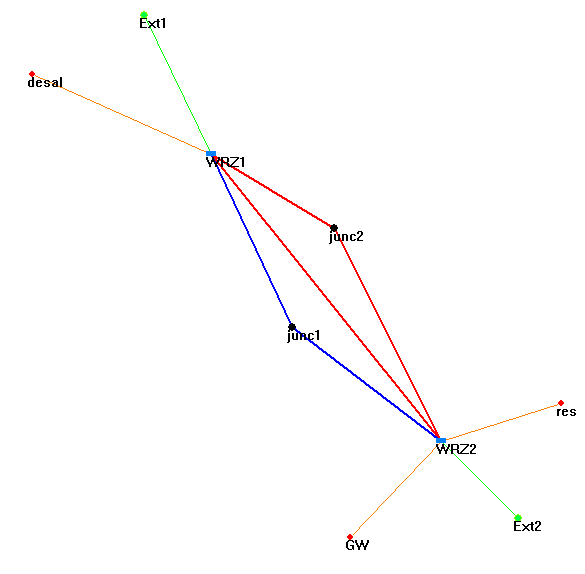 Ext1
desal
WRZ1
junc2
junc1
res
WRZ2
Ext2
GW